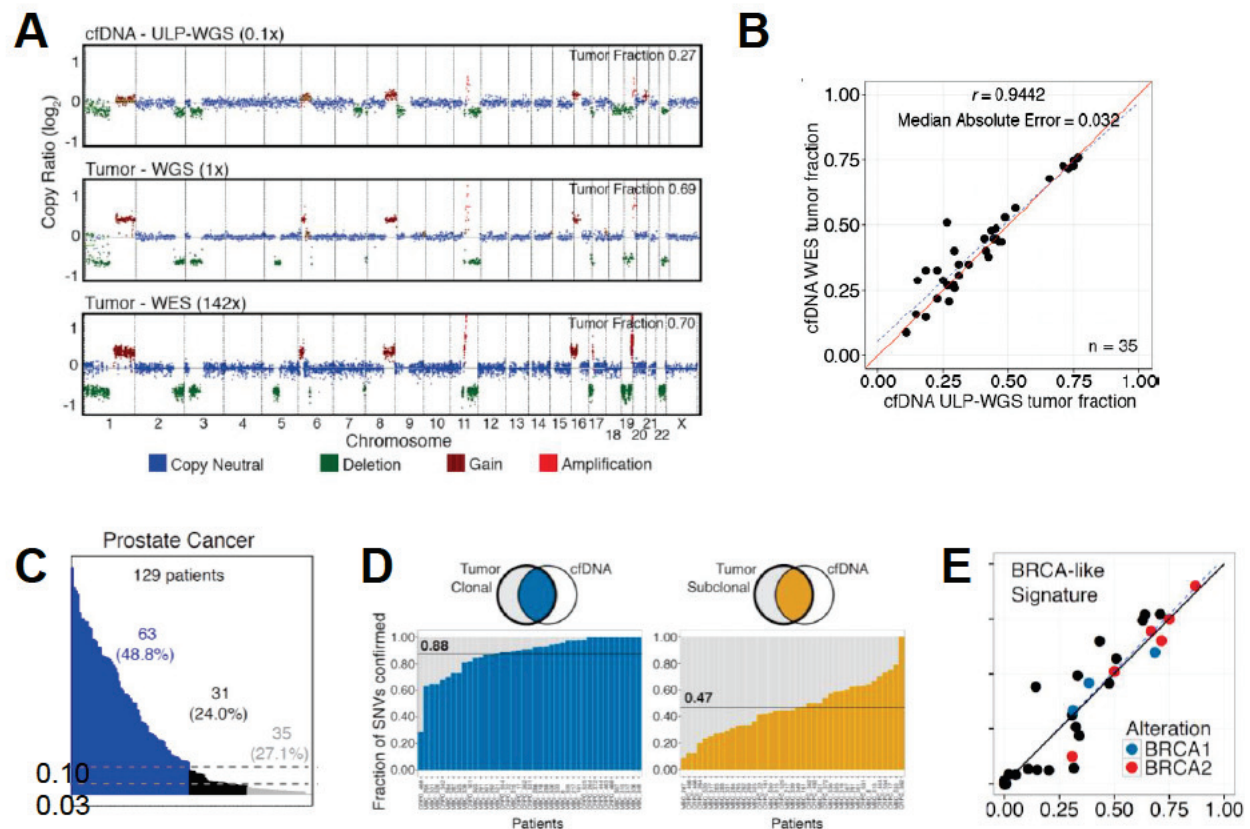 A
cfDNA - ULP-WGS (0.1x)
Tumor Fraction 0.27
1
0
-1
Tumor - WGS (1x)
Tumor Fraction 0.69
1
0
-1
Tumor - WES (142x)
Tumor Fraction 0.70
1
0
-1
Copy Ratio (log2)
1 2 3 4 5 6 7 8 9 10 11 12 13 14 15 16 17 18 19 20 21 22 X
Chromosome
Copy Neutral
Deletion
Gain
Amplification
B
r = 0.9442
Median Absolute Error = 0.032
n = 35
1.00
0.75
0.50
0.25
0.00
cfDNA WES tumor fraction
0.00 0.25 0.50 0.75 1.00
cfDNA ULP-WGS tumor fraction
C
Prostate Cancer
129 patients
63
(48.8%)
31
(24.0%)
35
(27.1%)
0.10
0.03
D
Tumor
Clonal
cfDNA
Tumor
Subclonal
cfDNA
Fraction of SNVs confirmed
1.00
0.80
0.60
0.40
0.20
0.00
0.88
Patients
1.00
0.80
0.60
0.40
0.20
0.00
0.47
Patients
E
BRCA-like
Signature
Alteration
BRCA1
BRCA2
0.00 0.25 0.50 0.75 1.00